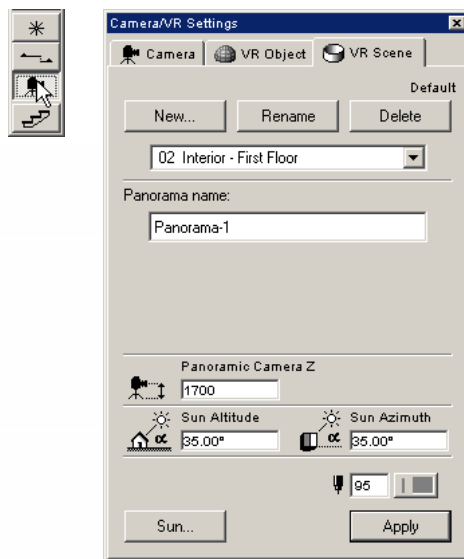 Camera/VR Settings
Camera VR Object VR Scene
Default
New... Rename Delete
02 Interior - First Floor
Panorama name:
Panorama-1
Panoramic Camera Z
1700
Sun Altitude Sun Azimuth
α 35.00° α 35.00°
95
Sun... Apply